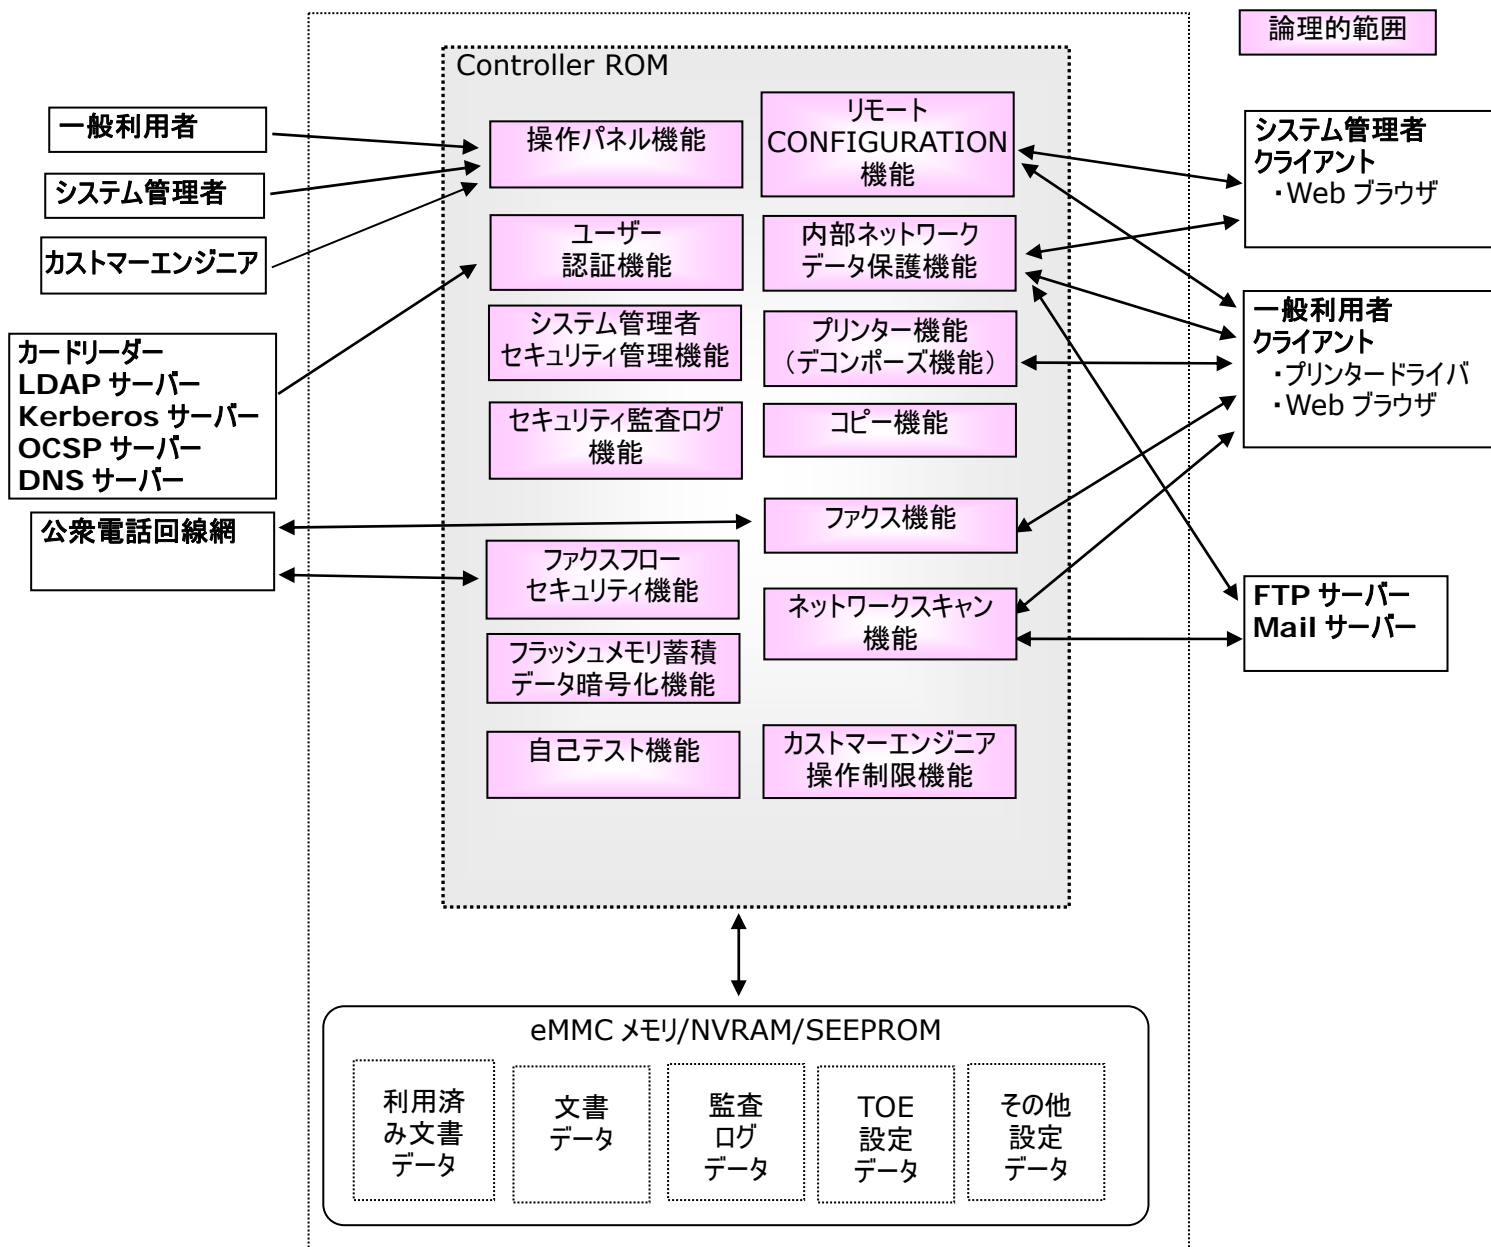 論理的範囲
Controller ROM
一般利用者
システム管理者
カストマーエンジニア
カードリーダー
LDAP サーバー
Kerberos サーバー
OCSP サーバー
DNS サーバー
公衆電話回線網
操作パネル機能
ユーザー
認証機能
システム管理者
セキュリティ管理機能
セキュリティ監査ログ
機能
ファクスフロー
セキュリティ機能
フラッシュメモリ蓄積
データ暗号化機能
自己テスト機能
リモート
CONFIGURATION
機能
内部ネットワーク
データ保護機能
プリンター機能
（デコンポーズ機能）
コピー機能
ファクス機能
ネットワークスキャン
機能
カストマーエンジニア
操作制限機能
システム管理者
クライアント
・Web ブラウザ
一般利用者
クライアント
・プリンタードライバ
・Web ブラウザ
FTP サーバー
Mail サーバー
eMMC メモリ/NVRAM/SEEPROM
利用済
み文書
データ
文書
データ
監査
ログ
データ
TOE
設定
データ
その他
設定
データ